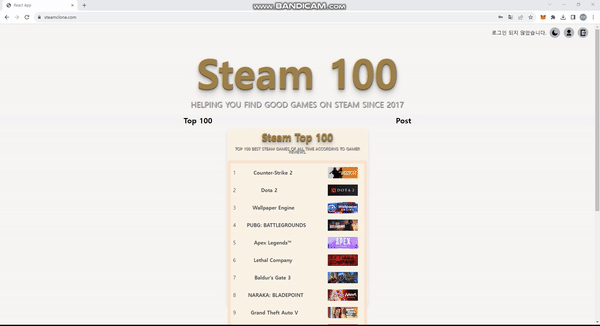 React App
www.BANDICAM.com
steamclone.com
로그인 되지 않았습니다.
Steam 100
HELPING YOU FIND GOOD GAMES ON STEAM SINCE 2017
Top 100
Post
Steam Top 100
TOP 100 BEST STEAM GAMES OF ALL TIME ACCORDING TO GAMER
REVIEWS.
1 Counter-Strike 2
2 Dota 2 DOTA 2
3 Wallpaper Engine Wallpaper
4 PUBG: BATTLEGROUNDS
5 Apex Legends™ APEX
6 Lethal Company
7 Baldur's Gate 3
8 NARAKA: BLADEPOINT
9 Grand Theft Auto V